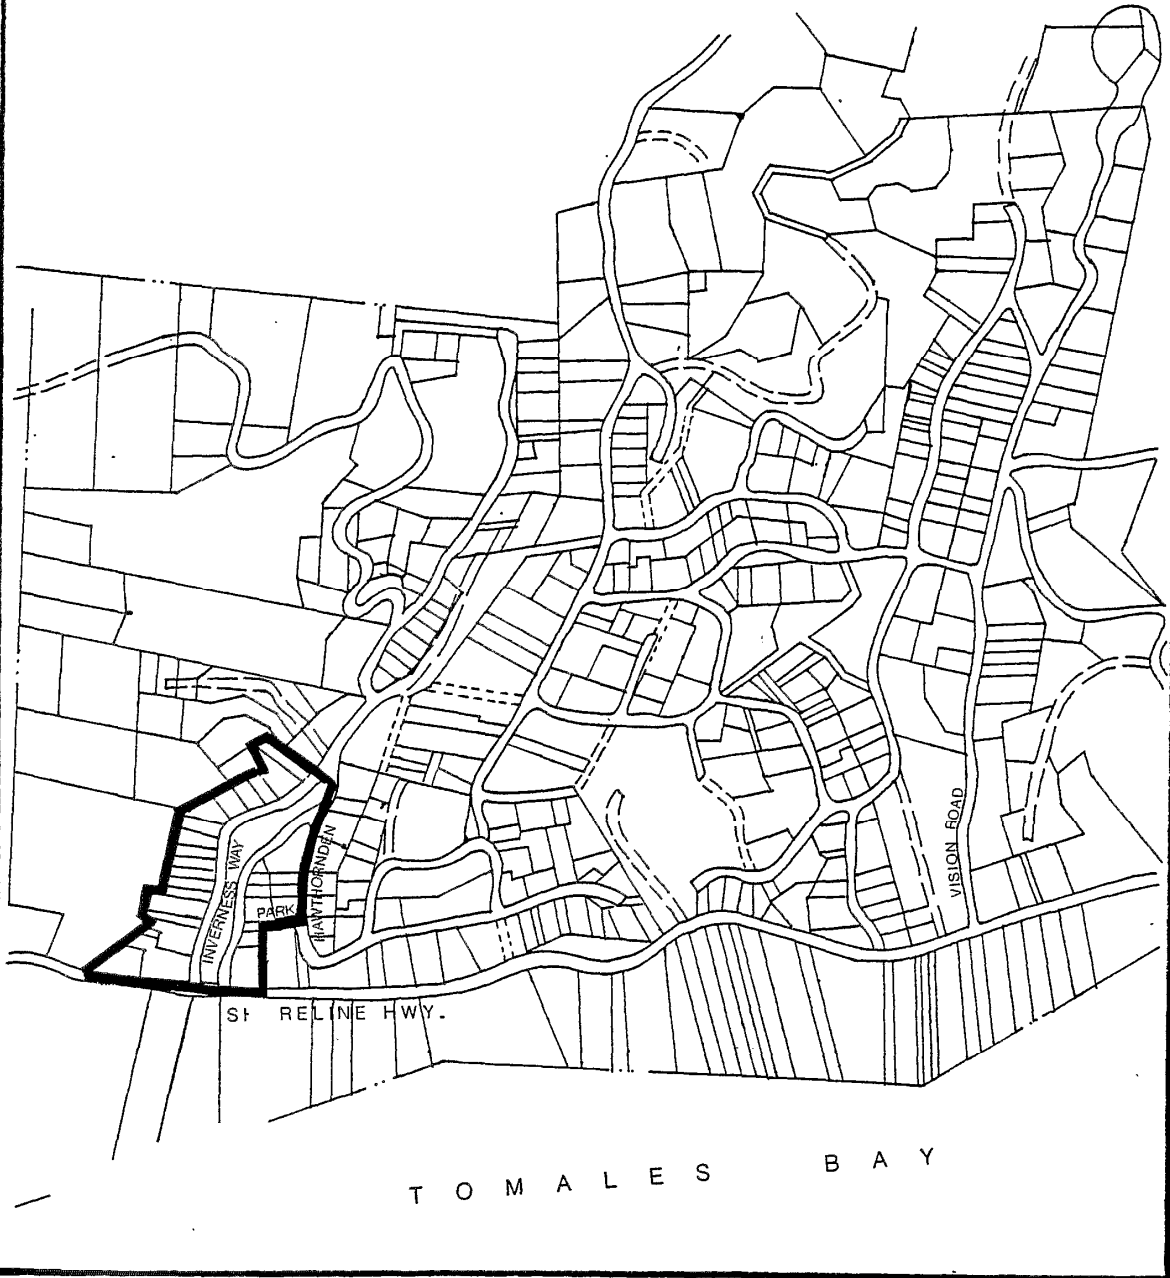 VISION ROAD
INVERNESS WAY
HAWTHORNDEN
PARK
RELINE HWY.
TOMALES BAY